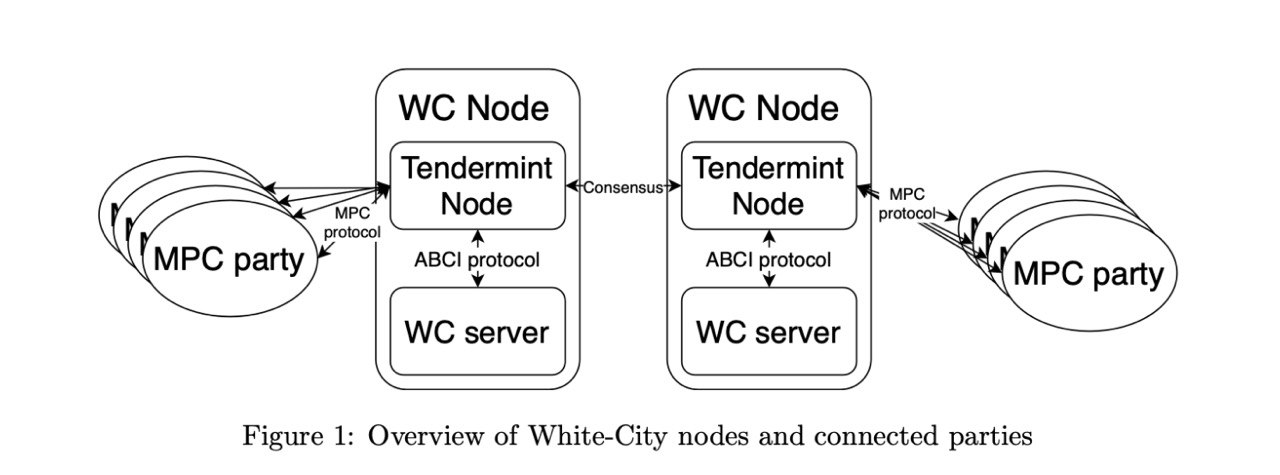 WC Node
Tendermint
Node
ABCI protocol
WC server
Consensus
WC Node
Tendermint
Node
ABCI protocol
WC server
MPC
protocol
MPC party
MPC
protocol
MPC party
Figure 1: Overview of White-City nodes and connected parties